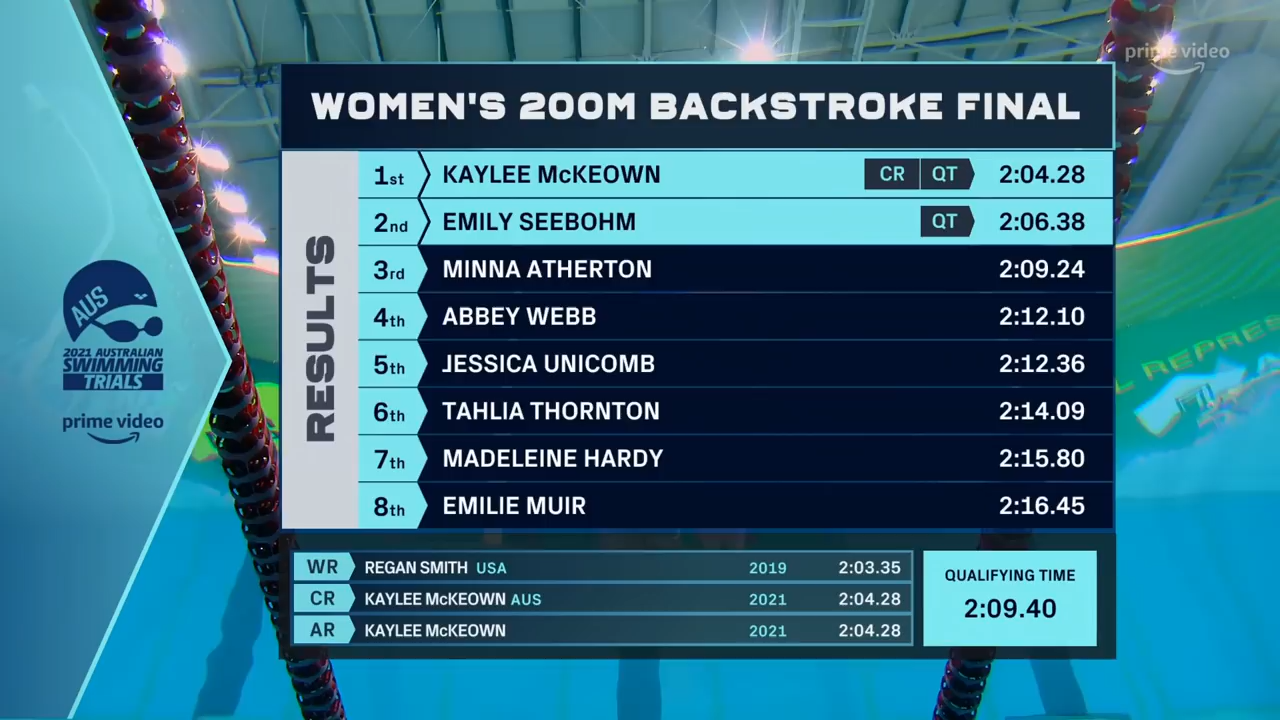 prime video
WOMEN'S 200M BACKSTROKE FINAL
RESULTS
1st KAYLEE McKEOWN CR QT 2:04.28
2nd EMILY SEEBOHM QT 2:06.38
3rd MINNA ATHERTON 2:09.24
4th ABBEY WEBB 2:12.10
5th JESSICA UNICOMB 2:12.36
6th TAHLIA THORNTON 2:14.09
7th MADELEINE HARDY 2:15.80
8th EMILIE MUIR 2:16.45
WR REGAN SMITH USA 2019 2:03.35
CR KAYLEE McKEOWN AUS 2021 2:04.28
AR KAYLEE McKEOWN 2021 2:04.28
QUALIFYING TIME
2:09.40
AUS
2021 AUSTRALIAN
SWIMMING
TRIALS
prime video